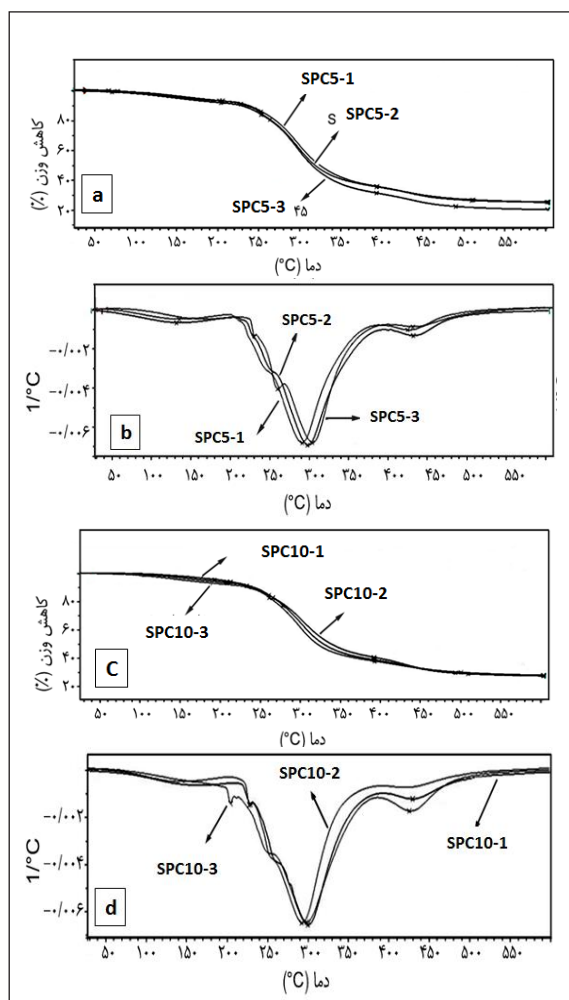 SPC5-1
S
SPC5-2
SPC5-3
۴۵
a
کاهش وزن (%)
۸۰
۶۰
۴۰
۲۰
۵۰ ۱۰۰ ۱۵۰ ۲۰۰ ۲۵۰ ۳۰۰ ۳۵۰ ۴۰۰ ۴۵۰ ۵۰۰ ۵۵۰
دما (°C)
SPC5-2
SPC5-3
SPC5-1
b
1/°C
−۰/۰۰۲
−۰/۰۰۴
−۰/۰۰۶
۵۰ ۱۰۰ ۱۵۰ ۲۰۰ ۲۵۰ ۳۰۰ ۳۵۰ ۴۰۰ ۴۵۰ ۵۰۰ ۵۵۰
دما (°C)
SPC10-1
SPC10-2
SPC10-3
C
کاهش وزن (%)
۸۰
۶۰
۴۰
۲۰
۵۰ ۱۰۰ ۱۵۰ ۲۰۰ ۲۵۰ ۳۰۰ ۳۵۰ ۴۰۰ ۴۵۰ ۵۰۰ ۵۵۰
دما (°C)
SPC10-2
SPC10-1
SPC10-3
d
1/°C
−۰/۰۰۲
−۰/۰۰۴
−۰/۰۰۶
۵۰ ۱۰۰ ۱۵۰ ۲۰۰ ۲۵۰ ۳۰۰ ۳۵۰ ۴۰۰ ۴۵۰ ۵۰۰ ۵۵۰
دما (°C)